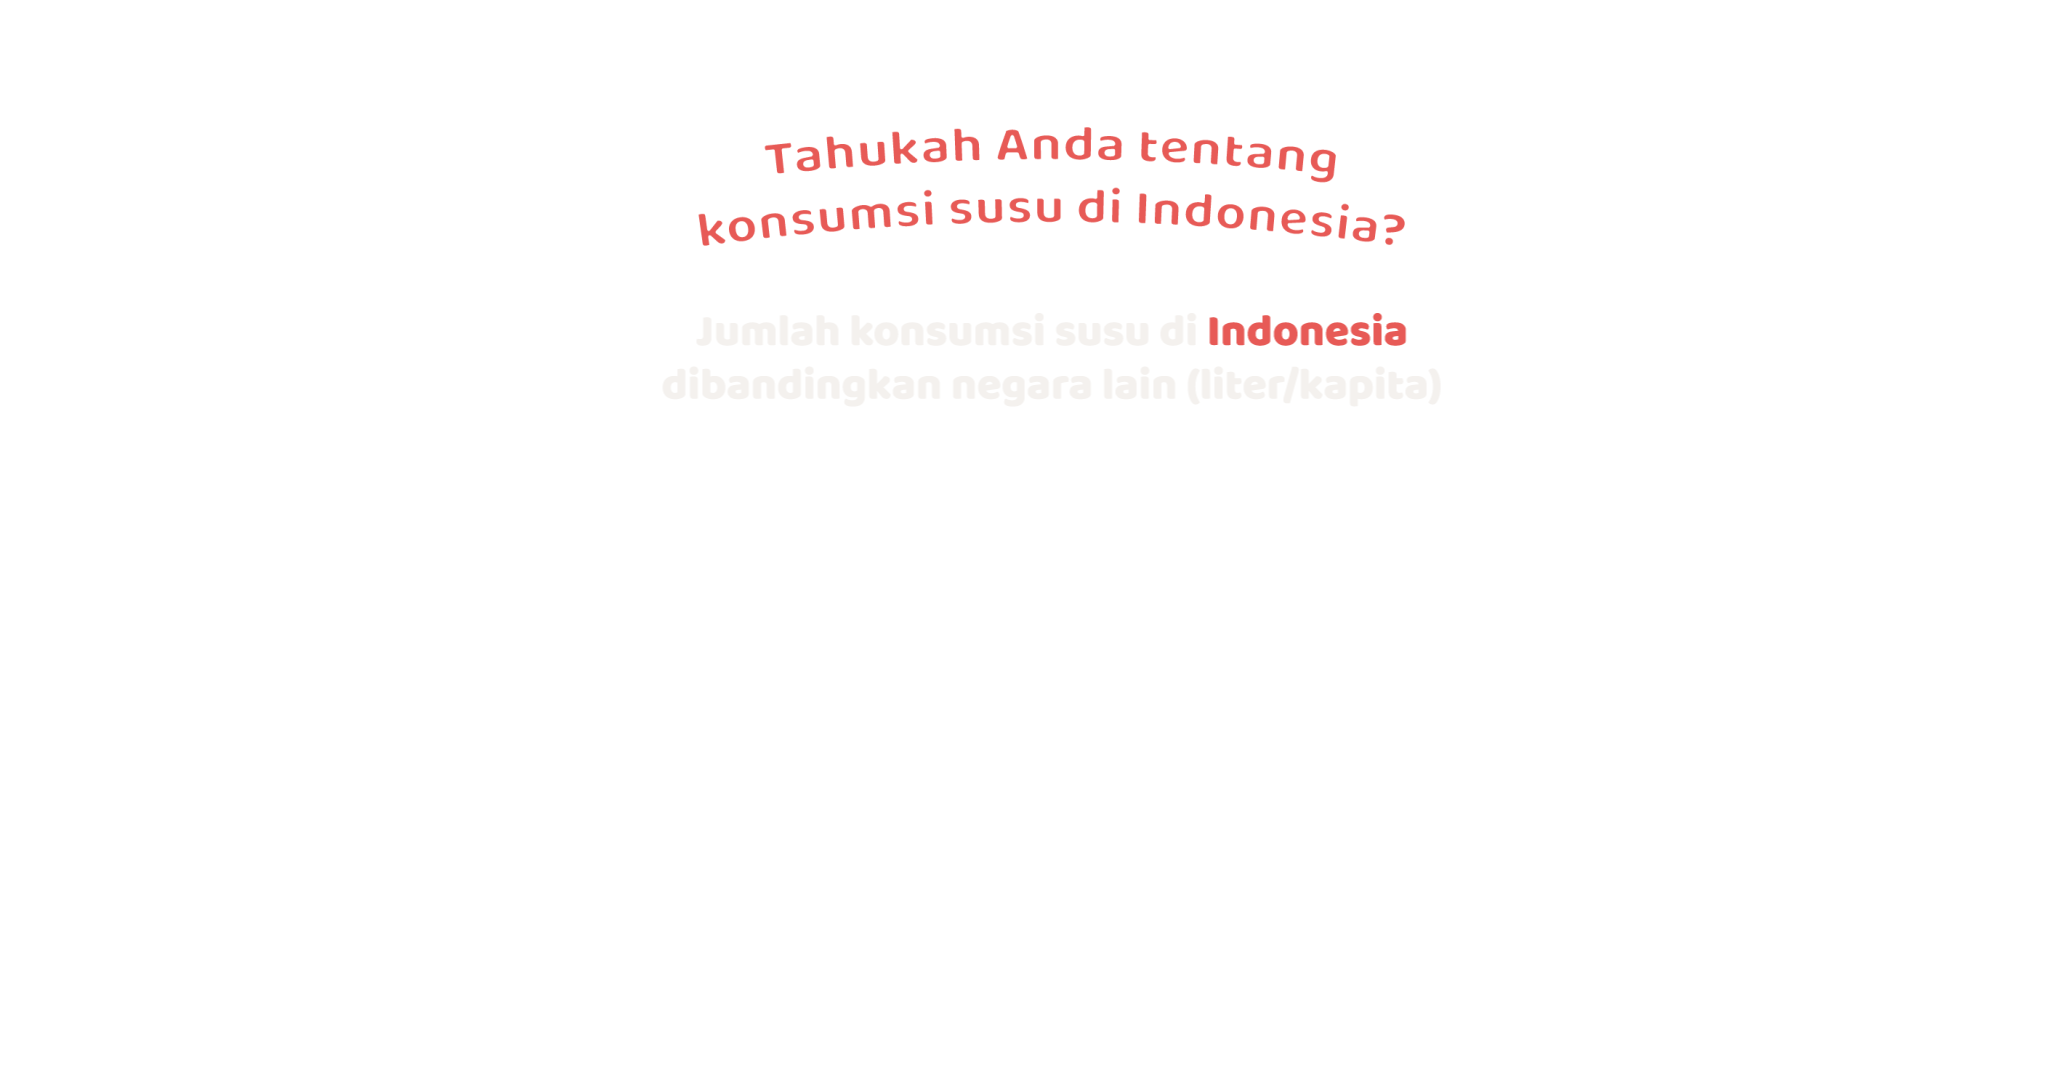 Tahukah Anda tentang
konsumsi susu di Indonesia?
Jumlah konsumsi susu di Indonesia
dibandingkan negara lain (liter/kapita)